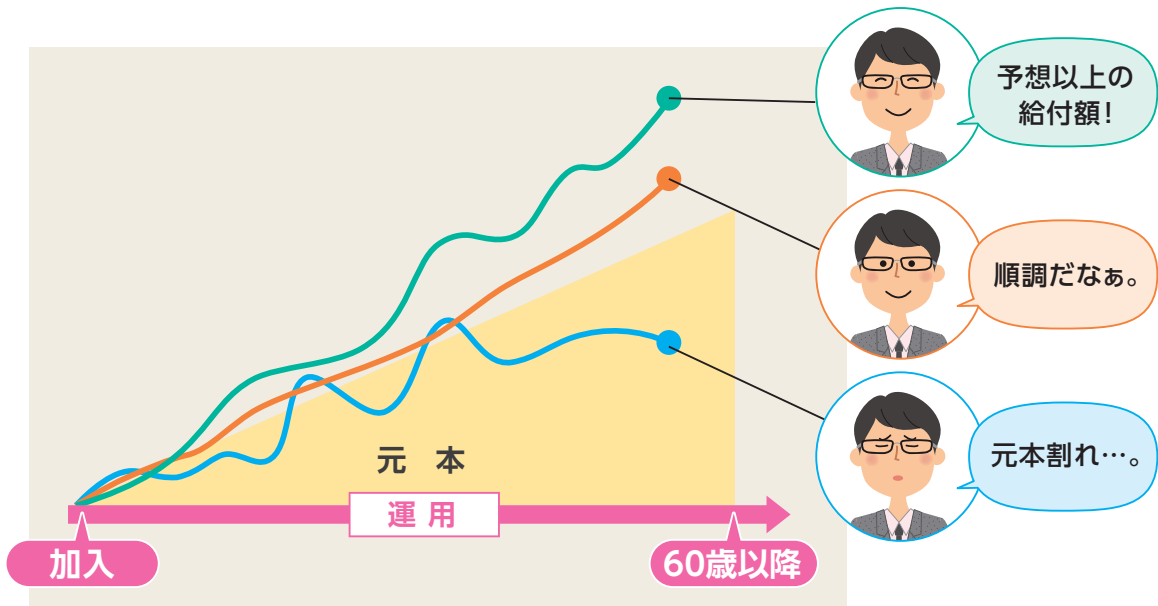 予想以上の
給付額！
順調だなぁ。
元本割れ…。
元 本
運 用
加入
60歳以降